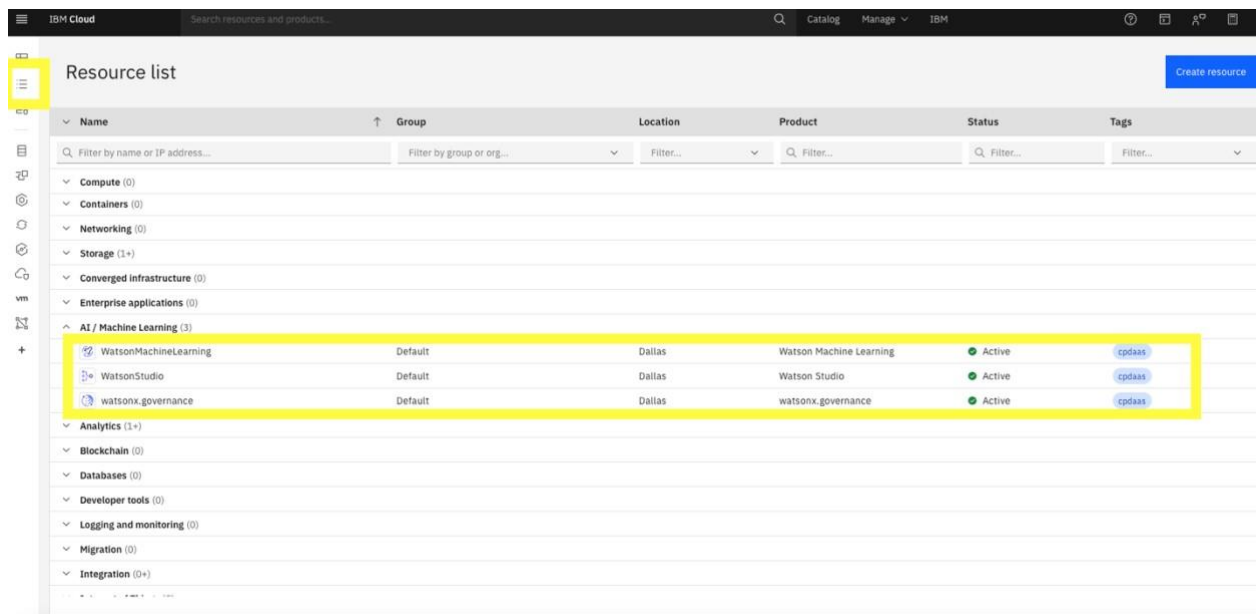 IBM Cloud Search resources and products... Catalog Manage IBM
Resource list
Create resource
Name Group Location Product Status Tags
Filter by name or IP address... Filter by group or org... Filter... Filter... Filter... Filter...
Compute (0)
Containers (0)
Networking (0)
Storage (1+)
Converged infrastructure (0)
Enterprise applications (0)
AI / Machine Learning (3)
WatsonMachineLearning Default Dallas Watson Machine Learning Active cpdaas
WatsonStudio Default Dallas Watson Studio Active cpdaas
watsonx.governance Default Dallas watsonx.governance Active cpdaas
Analytics (1+)
Blockchain (0)
Databases (0)
Developer tools (0)
Logging and monitoring (0)
Migration (0)
Integration (0+)
vm